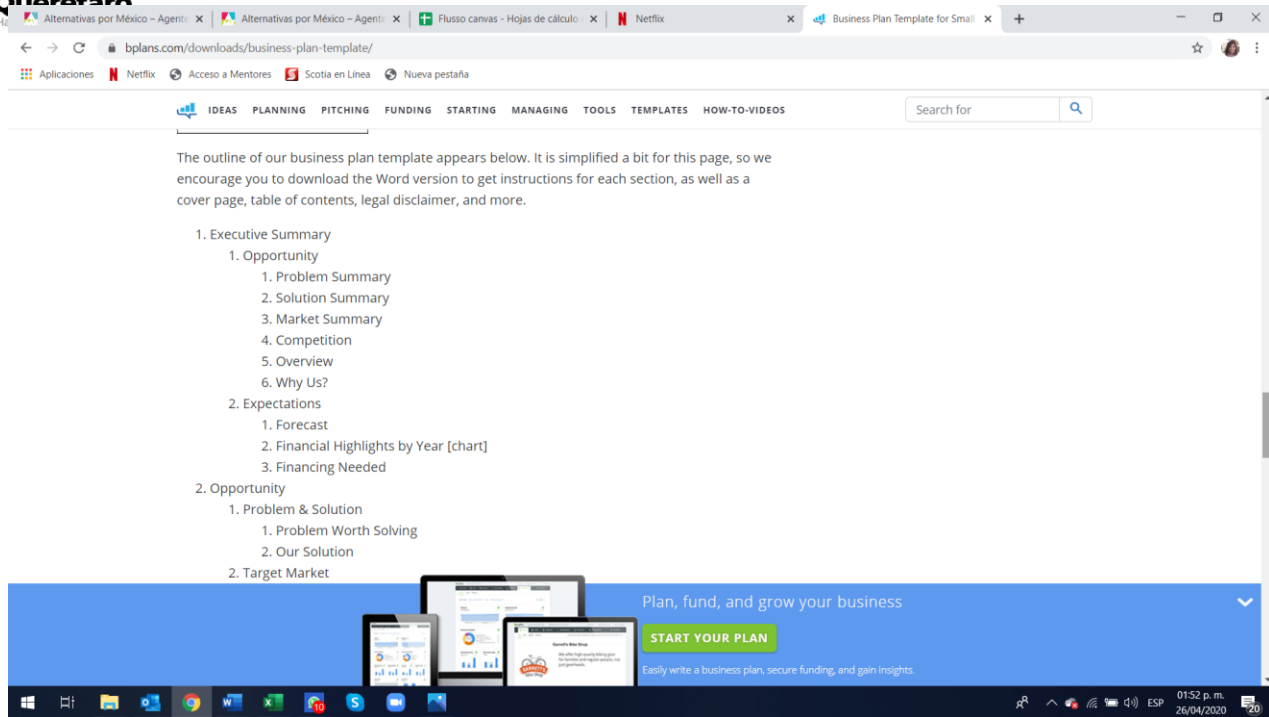 Querétaro
Alternativas por México – Agente
Alternativas por México – Agente
Flusso canvas - Hojas de cálculo
Netflix
Business Plan Template for Small
bplans.com/downloads/business-plan-template/
Aplicaciones Netflix Acceso a Mentores Scotia en Línea Nueva pestaña
IDEAS PLANNING PITCHING FUNDING STARTING MANAGING TOOLS TEMPLATES HOW-TO-VIDEOS Search for
The outline of our business plan template appears below. It is simplified a bit for this page, so we
encourage you to download the Word version to get instructions for each section, as well as a
cover page, table of contents, legal disclaimer, and more.
1. Executive Summary
1. Opportunity
1. Problem Summary
2. Solution Summary
3. Market Summary
4. Competition
5. Overview
6. Why Us?
2. Expectations
1. Forecast
2. Financial Highlights by Year [chart]
3. Financing Needed
2. Opportunity
1. Problem & Solution
1. Problem Worth Solving
2. Our Solution
2. Target Market
Plan, fund, and grow your business
START YOUR PLAN
Easily write a business plan, secure funding, and gain insights.
Garrett's Bike Shop
ESP
01:52 p. m.
26/04/2020
20
10